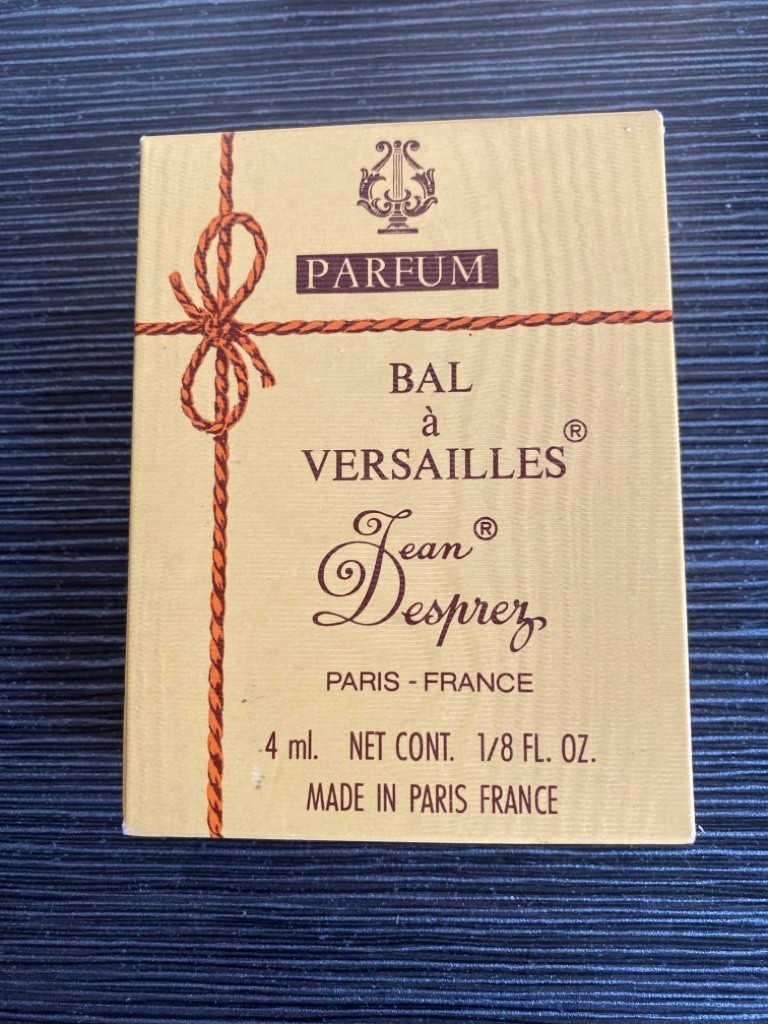 PARFUM
BAL
à
VERSAILLES®
Jean®
Desprez
PARIS - FRANCE
4 ml. NET CONT. 1/8 FL. OZ.
MADE IN PARIS FRANCE